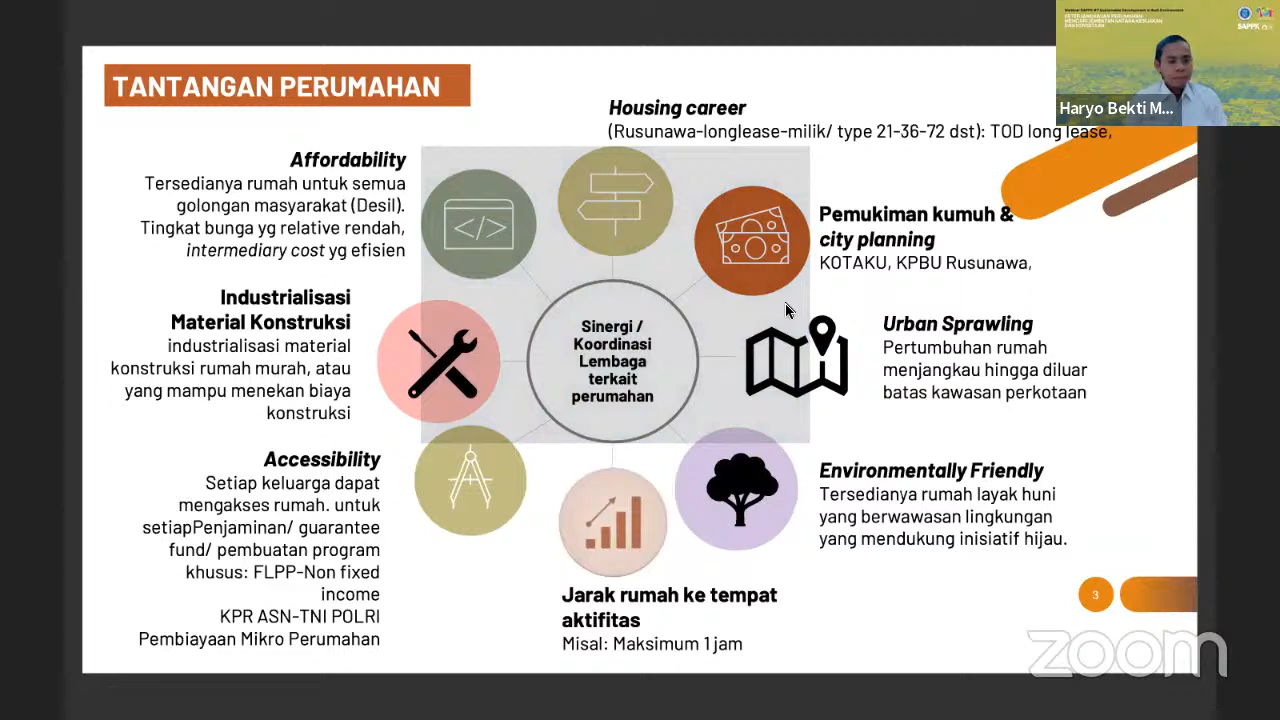 TANTANGAN PERUMAHAN
Housing career
(Rusunawa-longlease-milik/ type 21-36-72 dst): TOD long lease,
Affordability
Tersedianya rumah untuk semua
golongan masyarakat (Desil).
Tingkat bunga yg relative rendah,
intermediary cost yg efisien
Industrialisasi
Material Konstruksi
industrialisasi material
konstruksi rumah murah, atau
yang mampu menekan biaya
konstruksi
Accessibility
Setiap keluarga dapat
mengakses rumah. untuk
setiapPenjaminan/ guarantee
fund/ pembuatan program
khusus: FLPP-Non fixed
income
KPR ASN-TNI POLRI
Pembiayaan Mikro Perumahan
Sinergi /
Koordinasi
Lembaga
terkait
perumahan
Jarak rumah ke tempat
aktifitas
Misal: Maksimum 1 jam
Pemukiman kumuh &
city planning
KOTAKU, KPBU Rusunawa,
Urban Sprawling
Pertumbuhan rumah
menjangkau hingga diluar
batas kawasan perkotaan
Environmentally Friendly
Tersedianya rumah layak huni
yang berwawasan lingkungan
yang mendukung inisiatif hijau.
3
zoom
SAPPK
Haryo Bekti M...